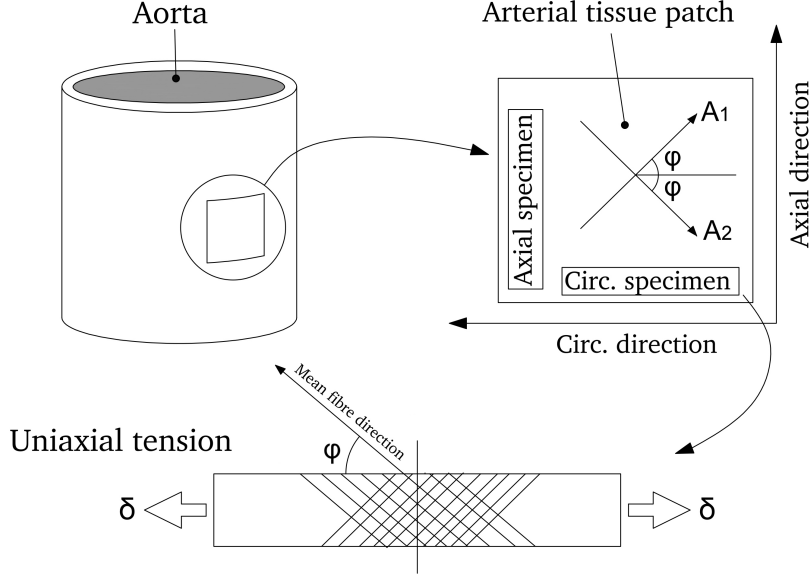 Aorta
Arterial tissue patch
Axial direction
Axial specimen
A1
φ
φ
A2
Circ. specimen
Circ. direction
Mean fibre direction
Uniaxial tension
φ
δ
δ